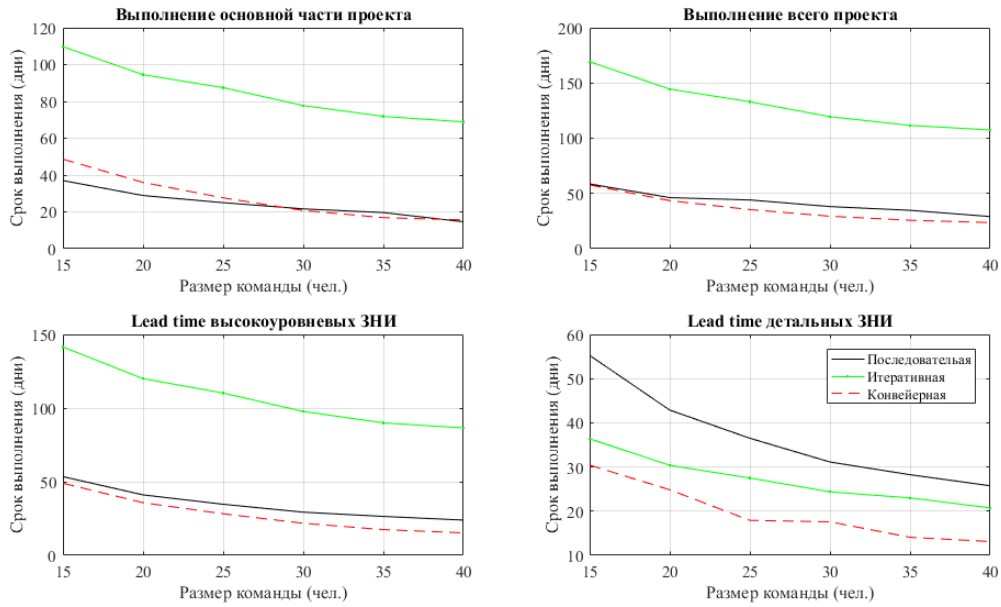 Выполнение основной части проекта
Срок выполнения (дни)
120
100
80
60
40
20
0
15 20 25 30 35 40
Размер команды (чел.)
Выполнение всего проекта
Срок выполнения (дни)
200
150
100
50
0
15 20 25 30 35 40
Размер команды (чел.)
Lead time высокоуровневых ЗНИ
Срок выполнения (дни)
150
100
50
0
15 20 25 30 35 40
Размер команды (чел.)
Lead time детальных ЗНИ
Срок выполнения (дни)
60
50
40
30
20
10
Последователья
Итеративная
Конвейерная
15 20 25 30 35 40
Размер команды (чел.)